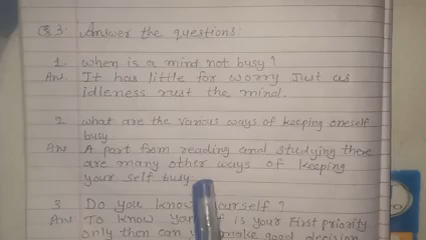 Q3. Answer the questions:
1. when is a mind not busy?
Ans. It has little for worry Just as
idleness rust the mind.
2. what are the various ways of keeping oneself
busy
Ans A part from reading and studying there
are many other ways of keeping
your self busy.
3. Do you know yourself?
Ans To know is your First priority
only then can make good decision